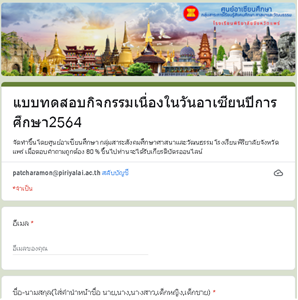 ศูนย์อาเซียนศึกษา
โรงเรียนพิริยาลัยจังหวัดแพร่
แบบทดสอบกิจกรรมเนื่องในวันอาเซียนปีการ
ศึกษา2564
จัดทำขึ้นโดยศูนย์อาเซียนศึกษา กลุ่มสาระสังคมศึกษาศาสนาและวัฒนธรรม โรงเรียนพิริยาลัยจังหวัด
แพร่ เมื่อตอบคำถามถูกต้อง 80 % ขึ้นไปท่านจะได้รับเกียรติบัตรออนไลน์
patcharamon@piriyalai.ac.th สลับบัญชี
*จำเป็น
อีเมล *
อีเมลของคุณ
ชื่อ-นามสกุล(ใส่คำนำหน้าชื่อ นาย,นาง,นางสาว,เด็กหญิง,เด็กชาย) *